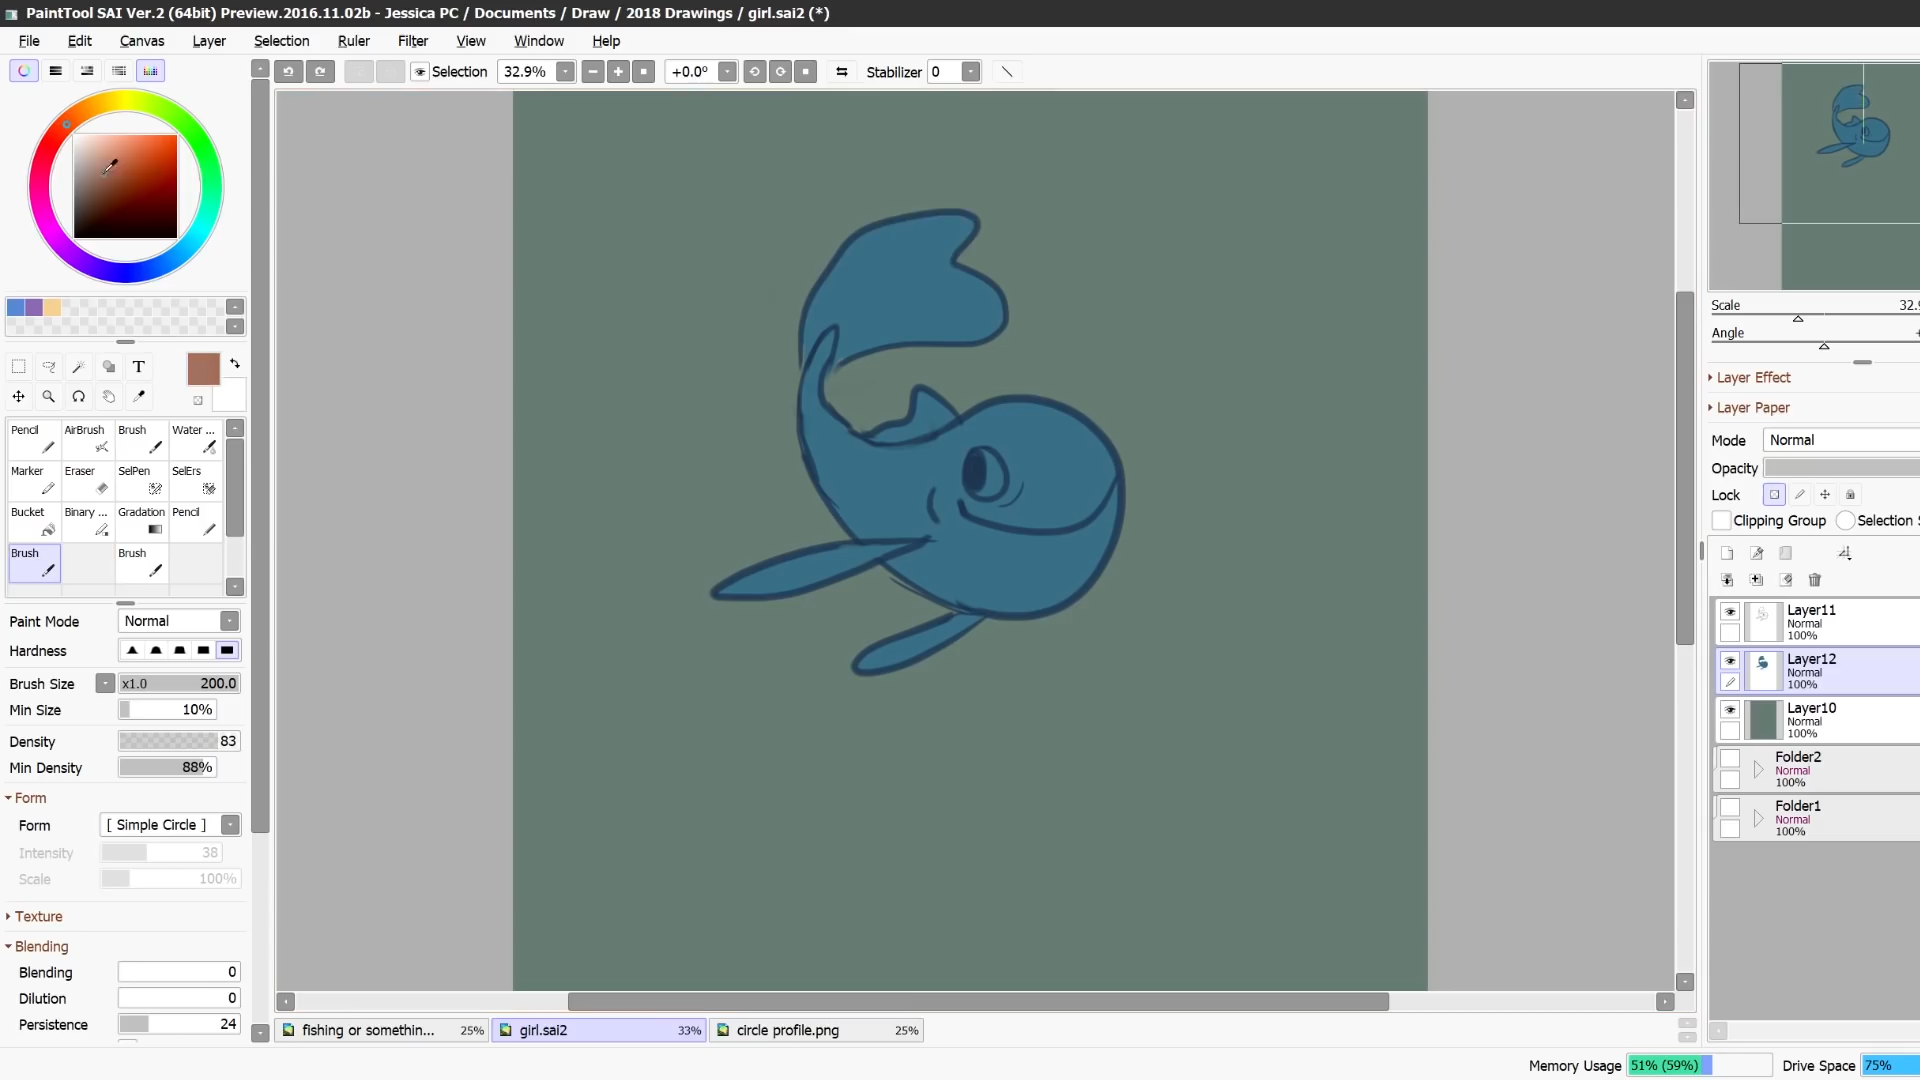 PaintTool SAI Ver.2 (64bit) Preview.2016.11.02b - Jessica PC / Documents / Draw / 2018 Drawings / girl.sai2 (*)
File Edit Canvas Layer Selection Ruler Filter View Window Help
Selection 32.9% +0.0º Stabilizer 0
T
Pencil AirBrush Brush Water ...
Marker Eraser SelPen SelErs
Bucket Binary ... Gradation Pencil
Brush Brush
Paint Mode Normal
Hardness
Brush Size x1.0 200.0
Min Size 10%
Density 83
Min Density 88%
Form
Form [ Simple Circle ]
Intensity 38
Scale 100%
Texture
Blending
Blending 0
Dilution 0
Persistence 24
fishing or somethin... 25% girl.sai2 33% circle profile.png 25%
Scale 32.9
Angle +
Layer Effect
Layer Paper
Mode Normal
Opacity
Lock
Clipping Group Selection
Layer11
Normal
100%
Layer12
Normal
100%
Layer10
Normal
100%
Folder2
Normal
100%
Folder1
Normal
100%
Memory Usage 51% (59%) Drive Space 75%